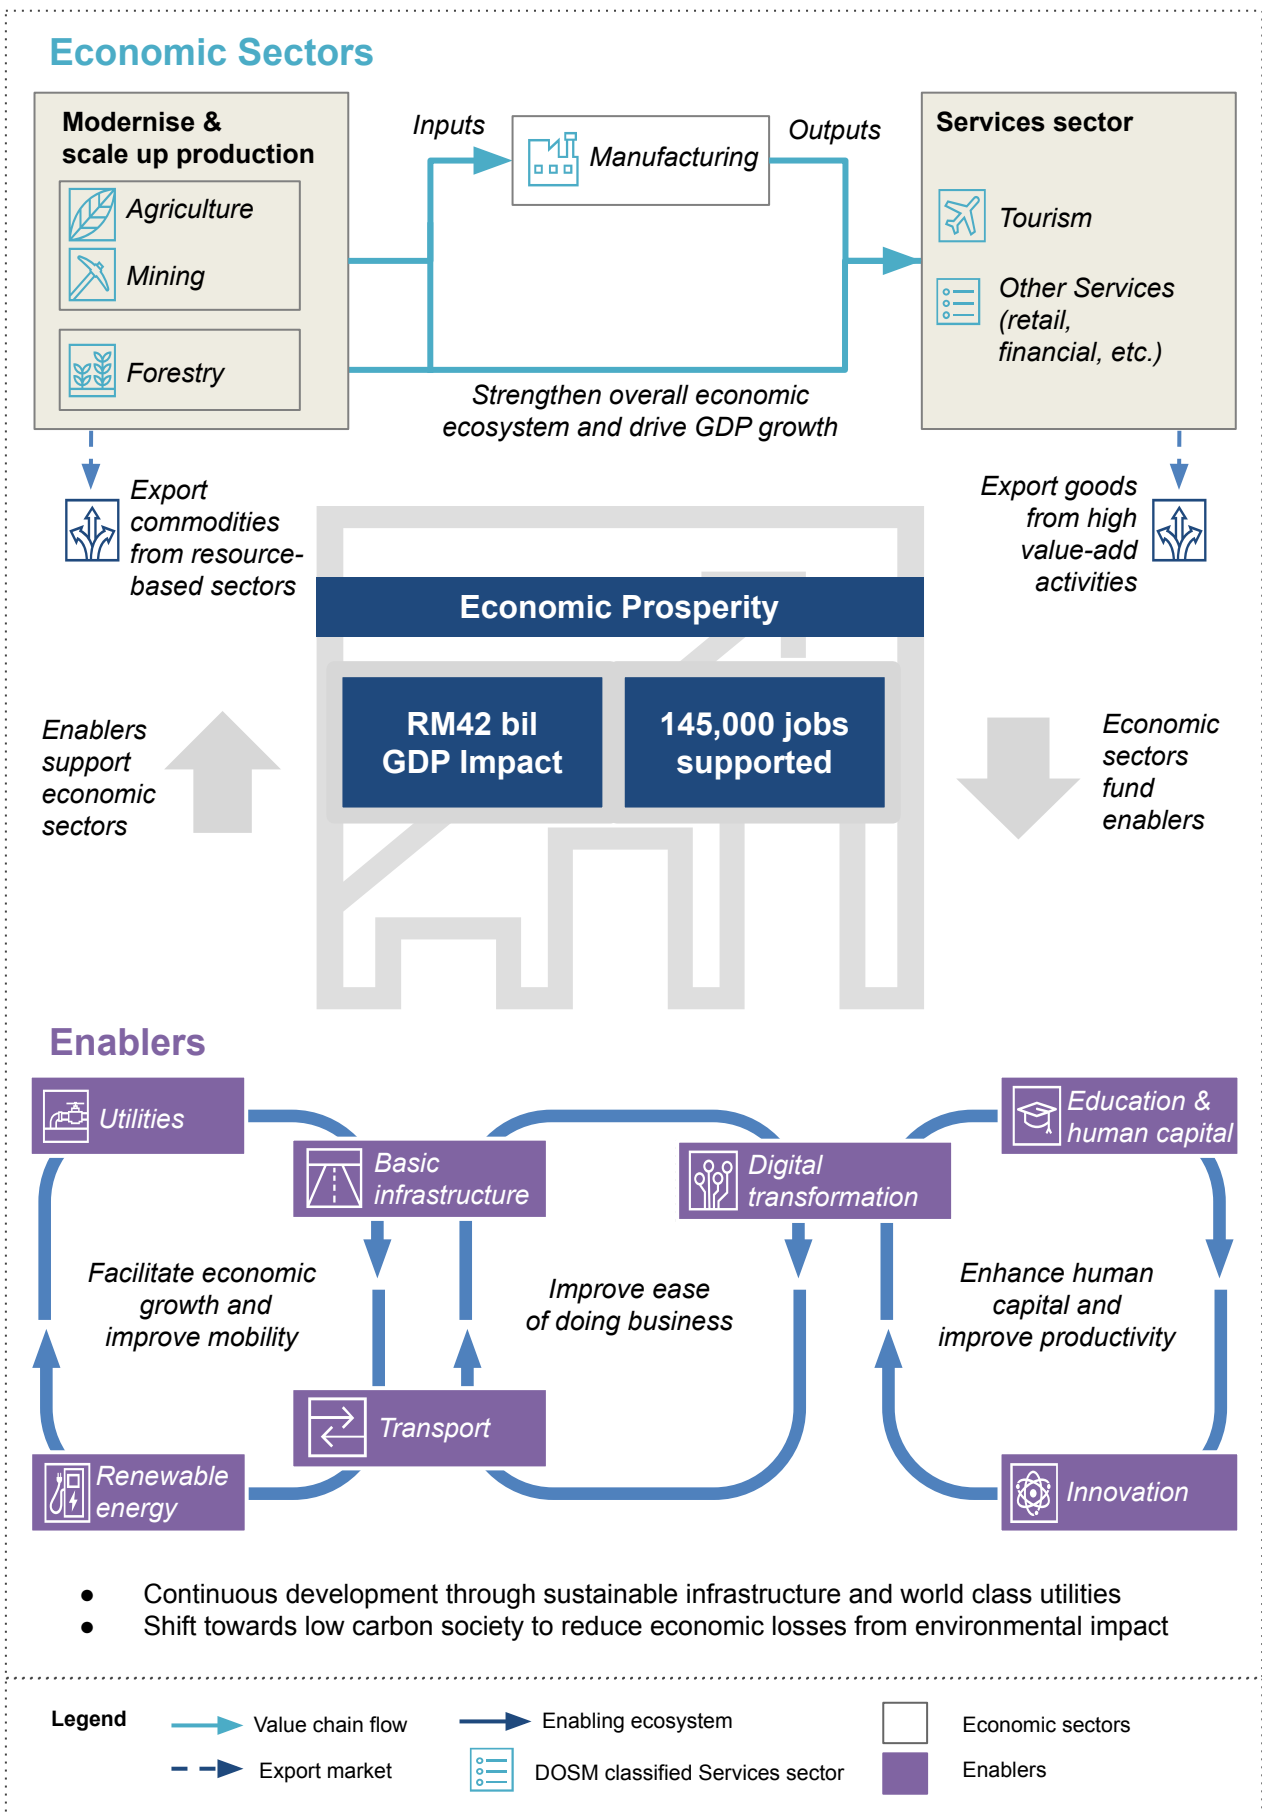 Economic Sectors
Modernise &
scale up production
Agriculture
Mining
Forestry
Inputs
Manufacturing
Outputs
Services sector
Tourism
Other Services
(retail,
financial, etc.)
Strengthen overall economic
ecosystem and drive GDP growth
Export
commodities
from resource-
based sectors
Export goods
from high
value-add
activities
Economic Prosperity
RM42 bil
GDP Impact
145,000 jobs
supported
Enablers
support
economic
sectors
Economic
sectors
fund
enablers
Enablers
Utilities
Basic
infrastructure
Digital
transformation
Education &
human capital
Facilitate economic
growth and
improve mobility
Improve ease
of doing business
Enhance human
capital and
improve productivity
Transport
Renewable
energy
Innovation
● Continuous development through sustainable infrastructure and world class utilities
● Shift towards low carbon society to reduce economic losses from environmental impact
Legend
Value chain flow
Enabling ecosystem
Economic sectors
Export market
DOSM classified Services sector
Enablers